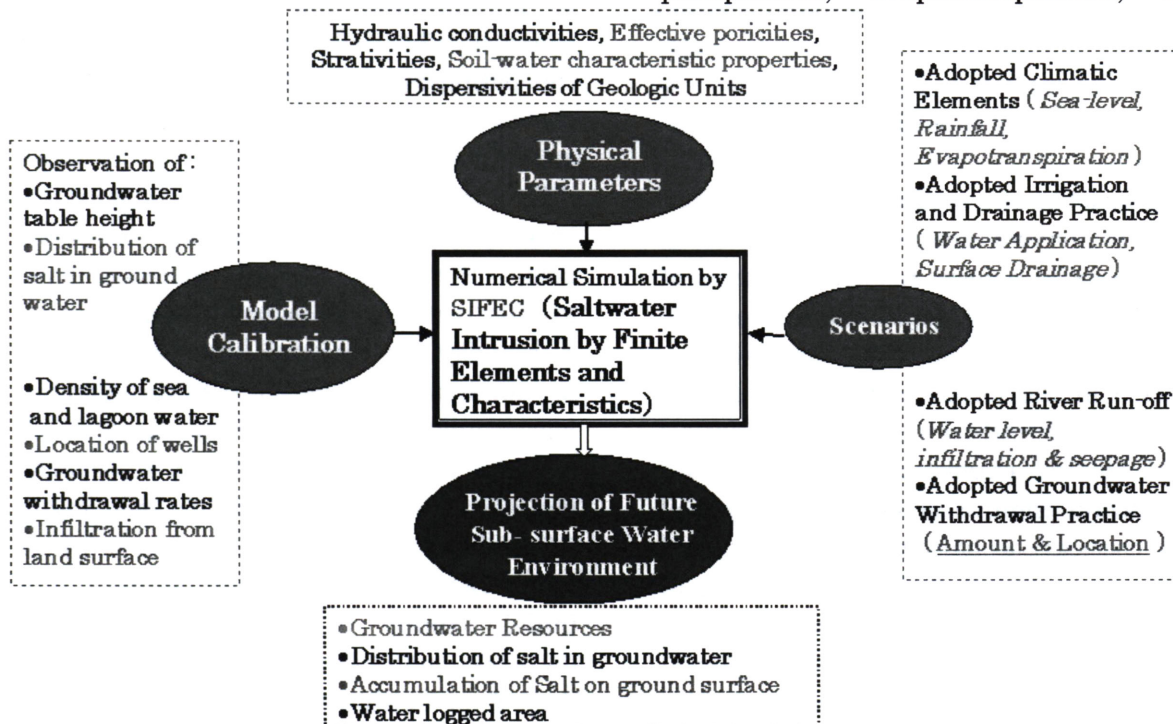 Hydraulic conductivities, Effective poricities,
Strativities, Soil-water characteristic properties,
Dispersivities of Geologic Units
Physical
Parameters
Observation of:
•Groundwater
table height
•Distribution of
salt in ground
water
•Density of sea
and lagoon water
•Location of wells
•Groundwater
withdrawal rates
•Infiltration from
land surface
Model
Calibration
Numerical Simulation by
SIFEC (Saltwater
Intrusion by Finite
Elements and
Characteristics)
Scenarios
•Adopted Climatic
Elements ( Sea-level,
Rainfall,
Evapotranspiration )
•Adopted Irrigation
and Drainage Practice
( Water Application,
Surface Drainage)
•Adopted River Run-off
(Water level,
infiltration & seepage)
•Adopted Groundwater
Withdrawal Practice
(Amount & Location )
Projection of Future
Sub- surface Water
Environment
•Groundwater Resources
•Distribution of salt in groundwater
•Accumulation of Salt on ground surface
•Water logged area